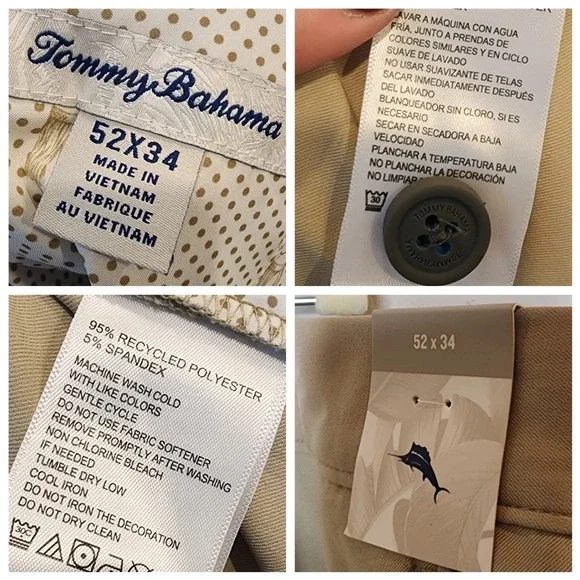 Tommy Bahama
52X34
MADE IN
VIETNAM
FABRIQUE
AU VIETNAM
LAVAR A MÁQUINA CON AGUA
FRÍA, JUNTO A PRENDAS DE
COLORES SIMILARES Y EN CICLO
SUAVE DE LAVADO
NO USAR SUAVIZANTE DE TELAS
SACAR INMEDIATAMENTE DESPUÉS
DEL LAVADO
BLANQUEADOR SIN CLORO, SI ES
NECESARIO
SECAR EN SECADORA A BAJA
VELOCIDAD
PLANCHAR A TEMPERATURA BAJA
NO PLANCHAR LA DECORACIÓN
NO LIMPIAR
30
TOMMY BAHAMA
95% RECYCLED POLYESTER
5% SPANDEX
MACHINE WASH COLD
WITH LIKE COLORS
GENTLE CYCLE
DO NOT USE FABRIC SOFTENER
REMOVE PROMPTLY AFTER WASHING
NON CHLORINE BLEACH
IF NEEDED
TUMBLE DRY LOW
COOL IRON
DO NOT IRON THE DECORATION
DO NOT DRY CLEAN
30C
52 x 34